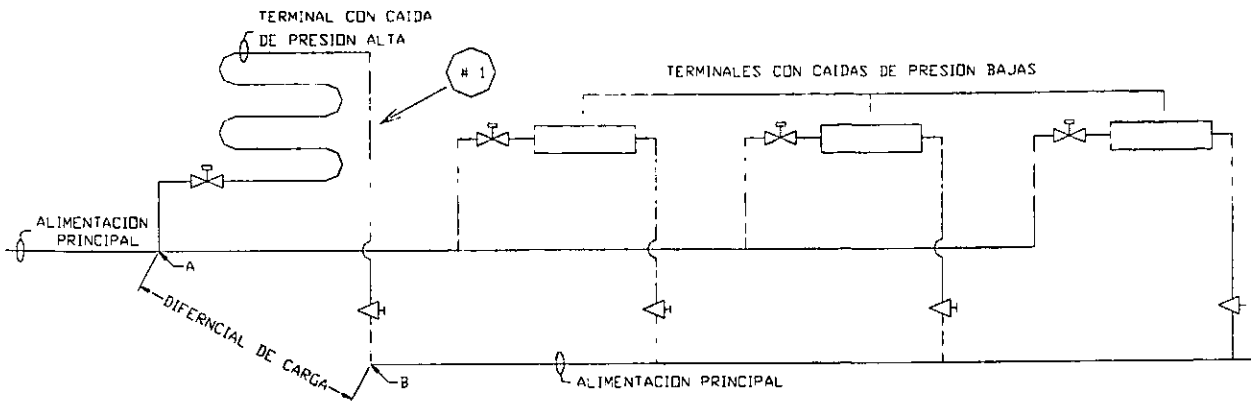 TERMINAL CON CAIDA
DE PRESION ALTA
# 1
TERMINALES CON CAIDAS DE PRESION BAJAS
ALIMENTACION
PRINCIPAL
A
DIFERNCIAL DE CARGA
B
ALIMENTACION PRINCIPAL